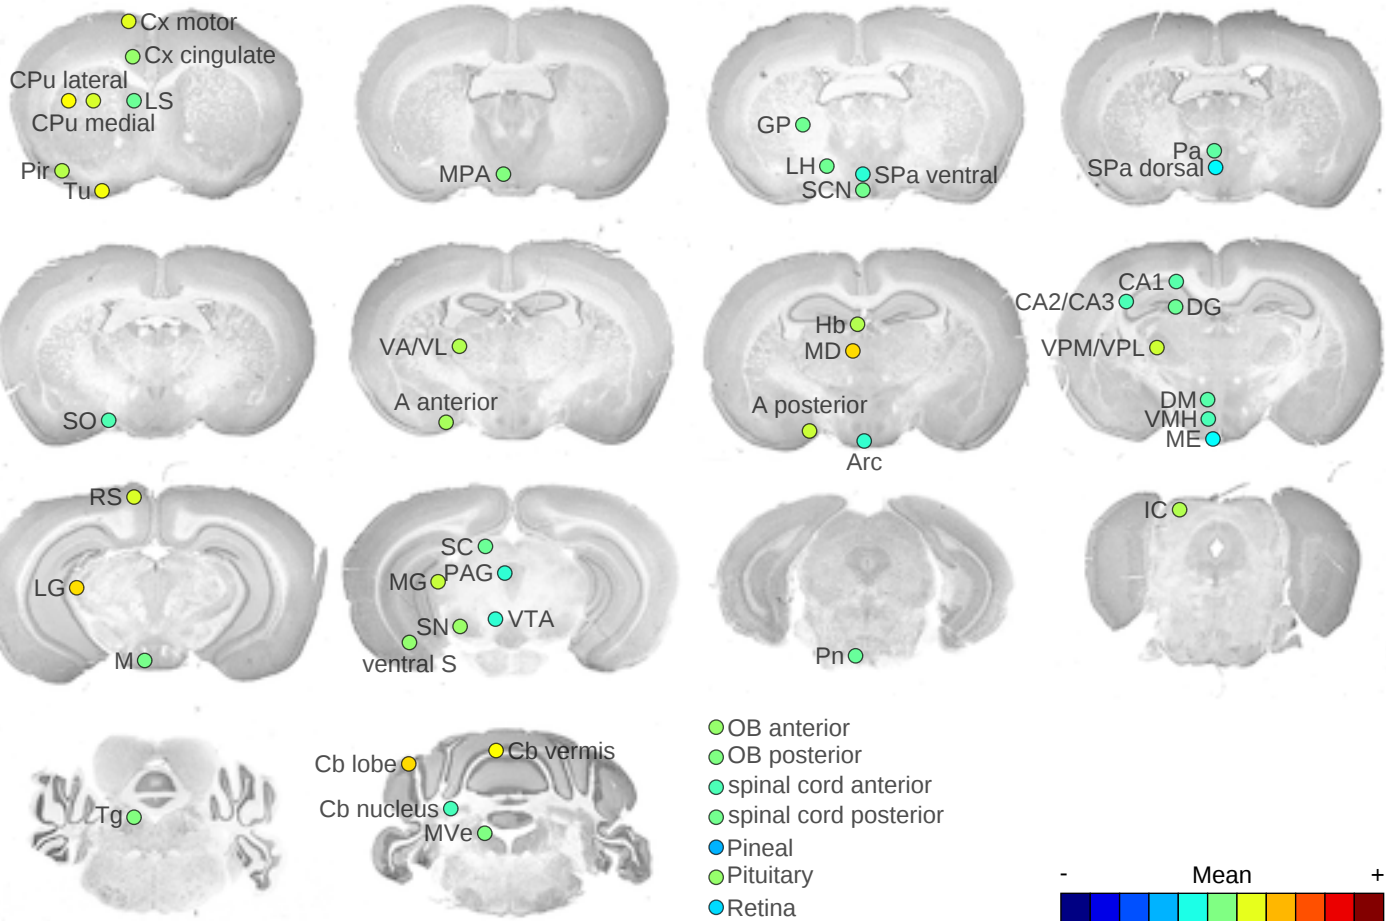 Cx motor
Cx cingulate
CPu lateral
LS
CPu medial
Pir
Tu
MPA
GP
LH
SPa ventral
SCN
Pa
SPa dorsal
SO
VA/VL
A anterior
Hb
MD
A posterior
Arc
CA1
CA2/CA3
DG
VPM/VPL
DM
VMH
ME
RS
LG
M
SC
MG
PAG
SN
VTA
ventral S
Pn
IC
Tg
Cb lobe
Cb vermis
Cb nucleus
MVe
OB anterior
OB posterior
spinal cord anterior
spinal cord posterior
Pineal
Pituitary
Retina
- Mean +